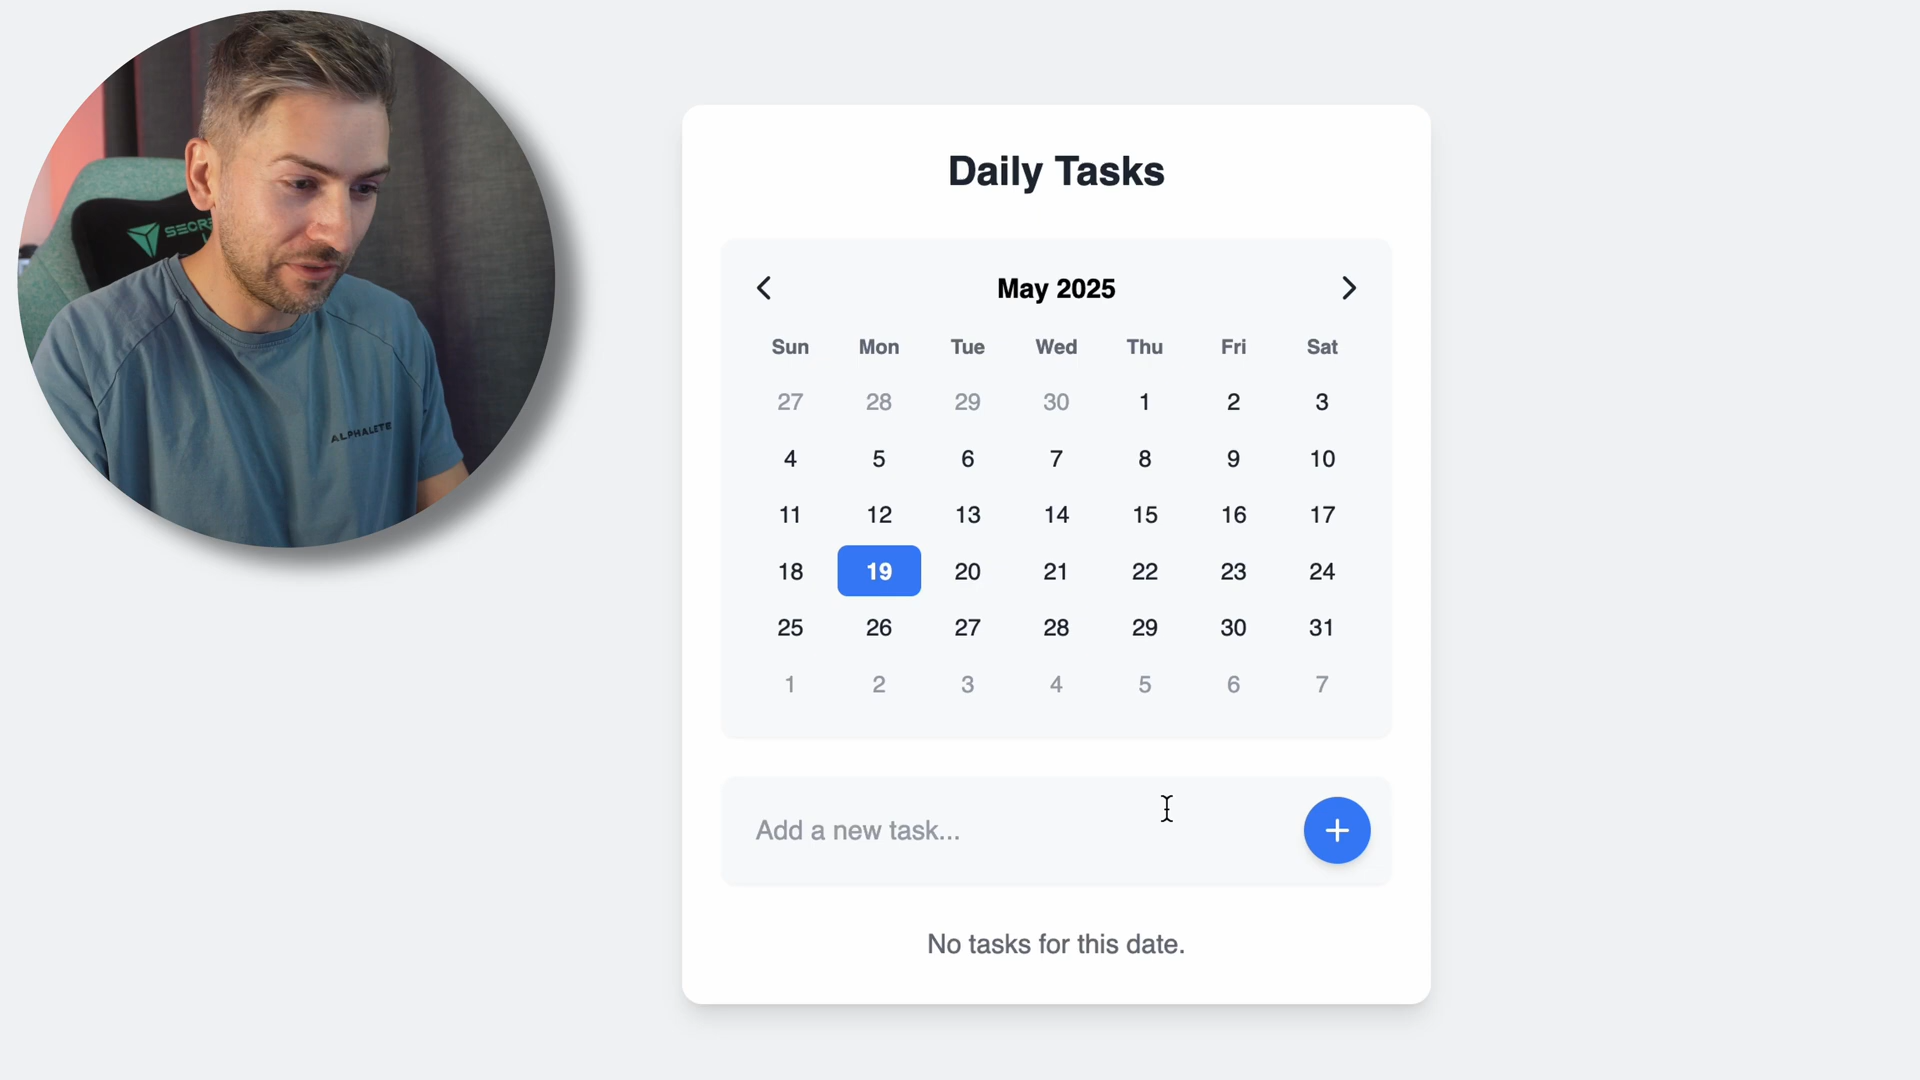 SECRE
ALPHALETE
Daily Tasks
May 2025
Sun Mon Tue Wed Thu Fri Sat
27 28 29 30 1 2 3
4 5 6 7 8 9 10
11 12 13 14 15 16 17
18 19 20 21 22 23 24
25 26 27 28 29 30 31
1 2 3 4 5 6 7
Add a new task...
No tasks for this date.